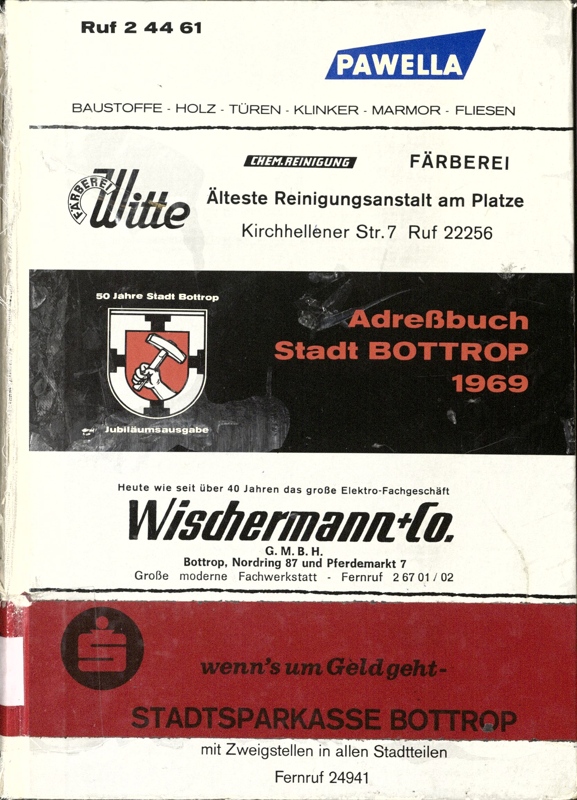 Ruf 2 44 61
PAWELLA
BAUSTOFFE - HOLZ - TÜREN - KLINKER - MARMOR - FLIESEN
CHEM. REINIGUNG FÄRBEREI
FÄRBEREI
Witte
Älteste Reinigungsanstalt am Platze
Kirchhellener Str. 7 Ruf 22256
50 Jahre Stadt Bottrop
Adreßbuch
Stadt BOTTROP
1969
Jubiläumsausgabe
Heute wie seit über 40 Jahren das große Elektro-Fachgeschäft
Wischermann+Co.
G. M. B. H.
Bottrop, Nordring 87 und Pferdemarkt 7
Große moderne Fachwerkstatt - Fernruf 2 67 01 / 02
wenn's um Geld geht-
STADTSPARKASSE BOTTROP
mit Zweigstellen in allen Stadtteilen
Fernruf 24941